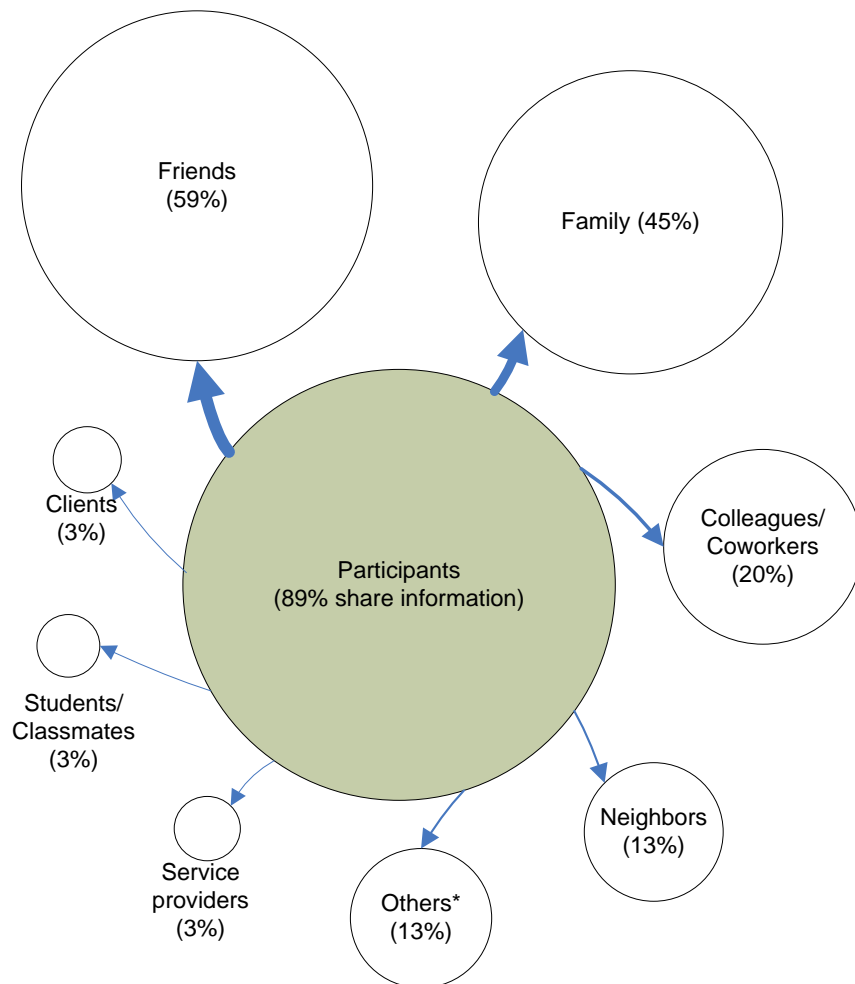 Friends
(59%)
Family (45%)
Clients
(3%)
Colleagues/
Coworkers
(20%)
Participants
(89% share information)
Students/
Classmates
(3%)
Neighbors
(13%)
Service
providers
(3%)
Others*
(13%)